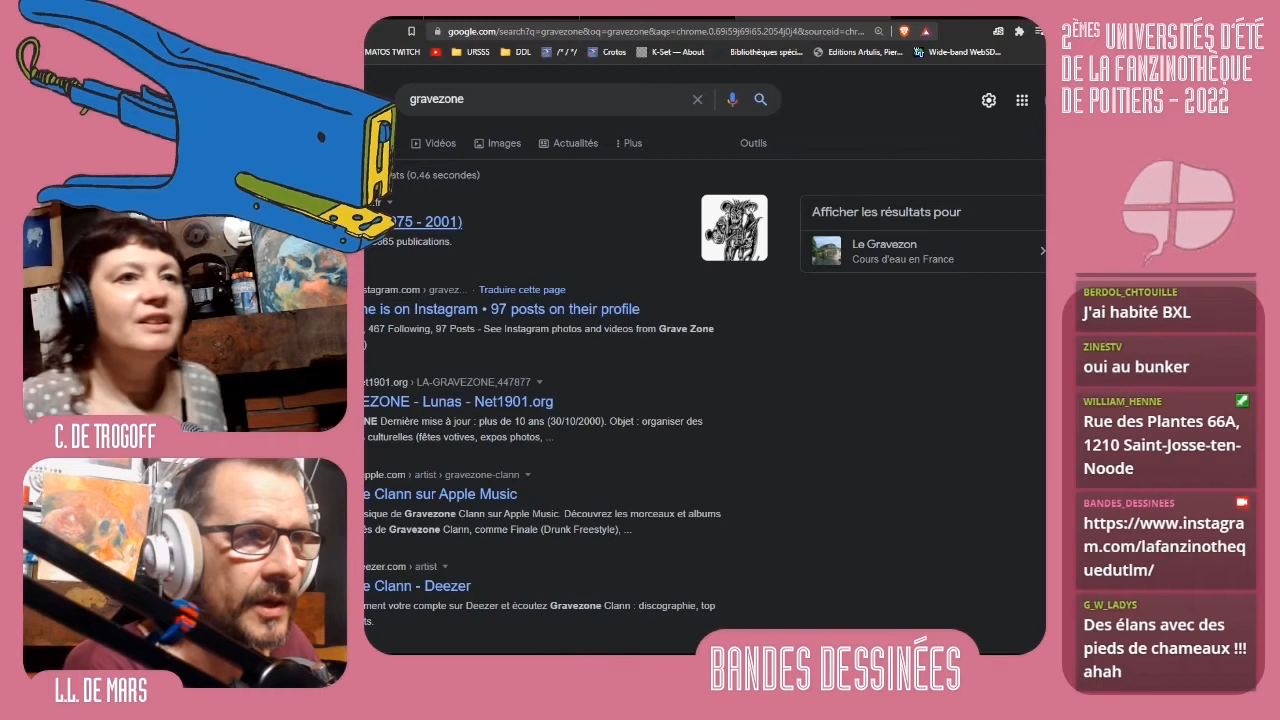 google.com/search?q=gravezone&oq=gravezone&aqs=chrome.0.69i59j69i65.2054j0j4&sourceid=chr...
MATOS TWITCH
URSSS
DDL
/*/*/
Crotos
K-Set — About
Bibliothèques spéci...
Editions Artulis, Pier...
Wide-band WebSD...
gravezone
Vidéos
Images
Actualités
Plus
Outils
ats (0,46 secondes)
.fr
975 - 2001)
365 publications.
Afficher les résultats pour
Le Gravezon
Cours d'eau en France
stagram.com › gravez... · Traduire cette page
ne is on Instagram • 97 posts on their profile
, 467 Following, 97 Posts - See Instagram photos and videos from Grave Zone
)
et1901.org › LA-GRAVEZONE,447877
EZONE - Lunas - Net1901.org
NE Dernière mise à jour : plus de 10 ans (30/10/2000). Objet : organiser des
s culturelles (fêtes votives, expos photos, ...
pple.com › artist › gravezone-clann
e Clann sur Apple Music
sique de Gravezone Clann sur Apple Music. Découvrez les morceaux et albums
és de Gravezone Clann, comme Finale (Drunk Freestyle), ...
eezer.com › artist
e Clann - Deezer
ment votre compte sur Deezer et écoutez Gravezone Clann : discographie, top
ts.
C. DE TROGOFF
L.L. DE MARS
BANDES DESSINÉES
2ÈMES UNIVERSITÉS D'ÉTÉ
DE LA FANZINOTHÈQUE
DE POITIERS - 2022
BERDOL_CHTOUILLE
J'ai habité BXL
ZINESTV
oui au bunker
WILLIAM_HENNE
Rue des Plantes 66A,
1210 Saint-Josse-ten-
Noode
BANDES_DESSINEES
https://www.instagra
m.com/lafanzinotheq
uedutlm/
G_W_LADYS
Des élans avec des
pieds de chameaux !!!
ahah